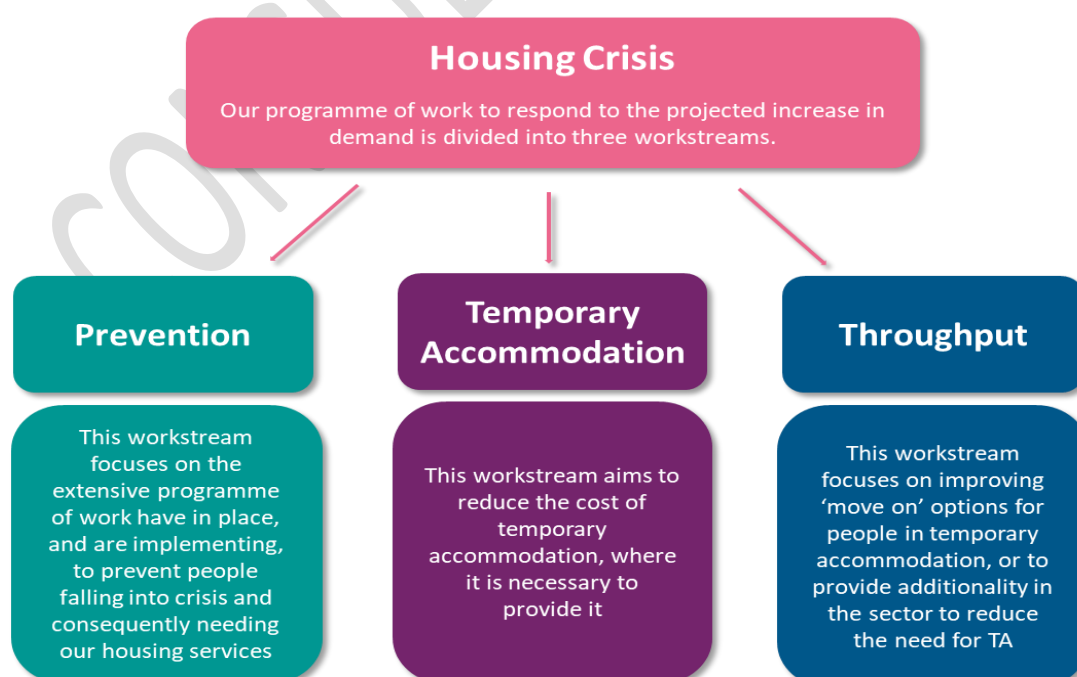 Housing Crisis
Our programme of work to respond to the projected increase in
demand is divided into three workstreams.
Prevention
This workstream
focuses on the
extensive programme
of work have in place,
and are implementing,
to prevent people
falling into crisis and
consequently needing
our housing services
Temporary
Accommodation
This workstream aims to
reduce the cost of
temporary
accommodation, where
it is necessary to
provide it
Throughput
This workstream
focuses on improving
‘move on’ options for
people in temporary
accommodation, or to
provide additionality in
the sector to reduce
the need for TA